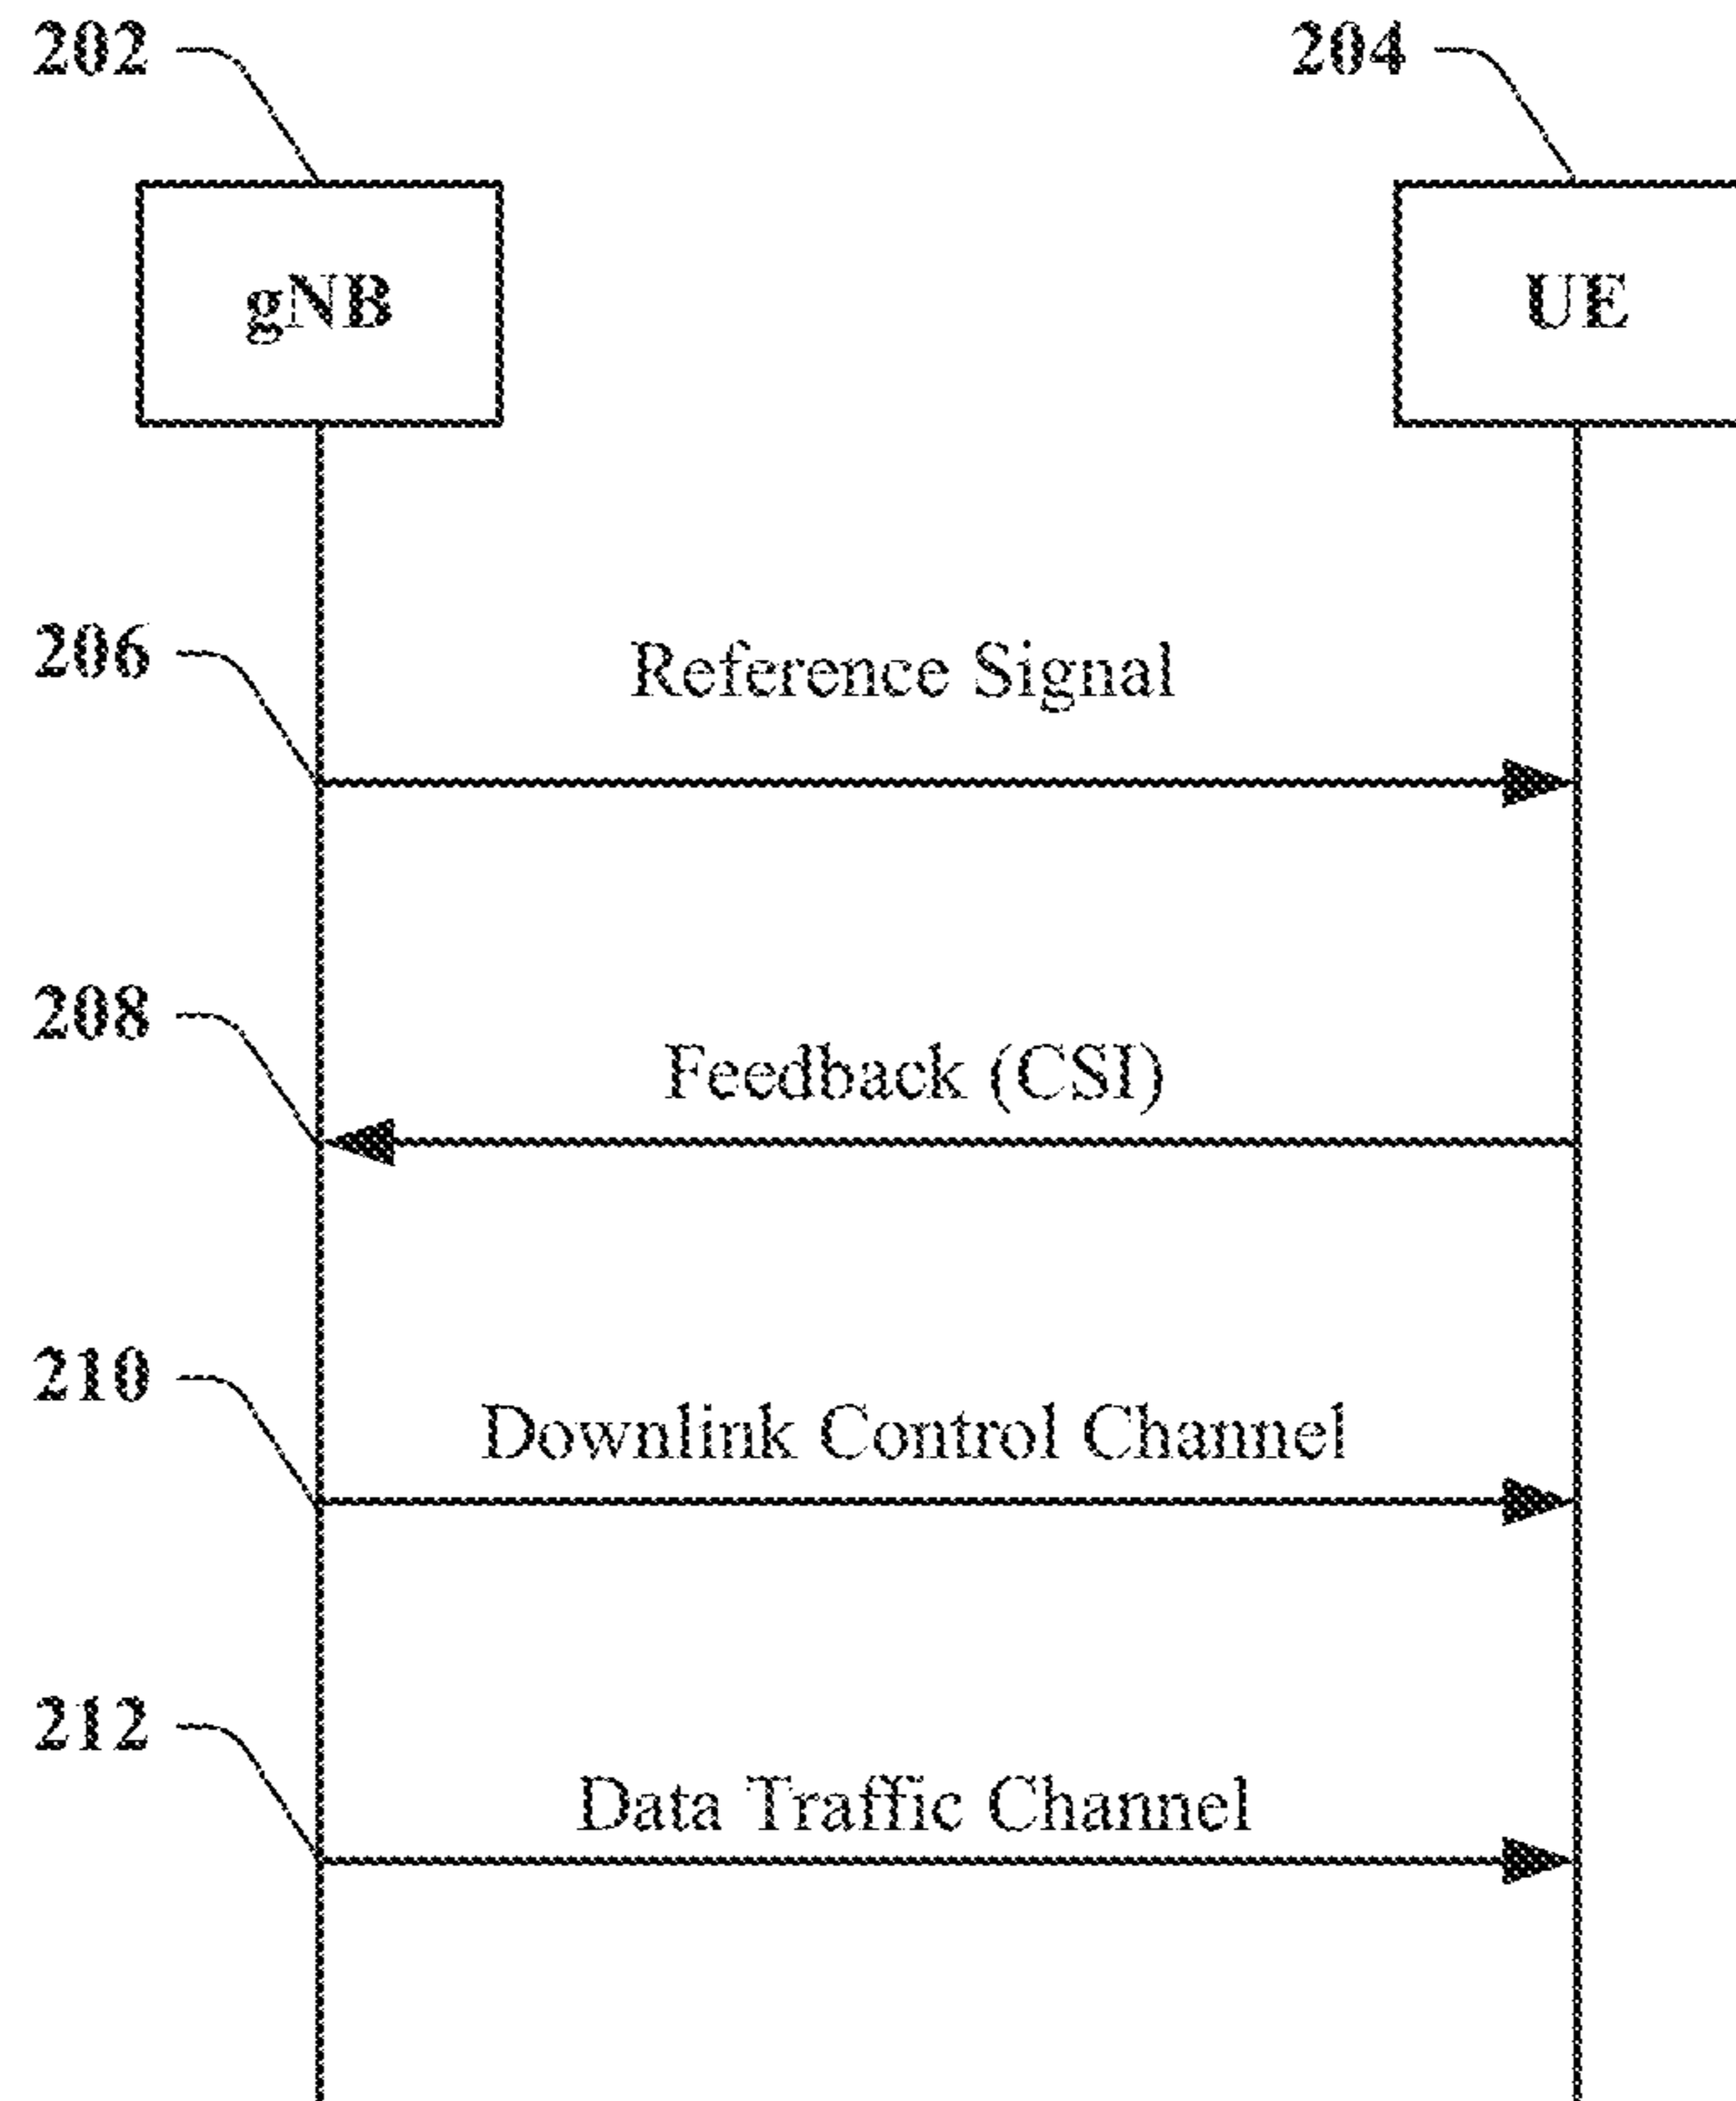 202
204
gNB
UE
206
Reference Signal
208
Feedback (CSI)
210
Downlink Control Channel
212
Data Traffic Channel